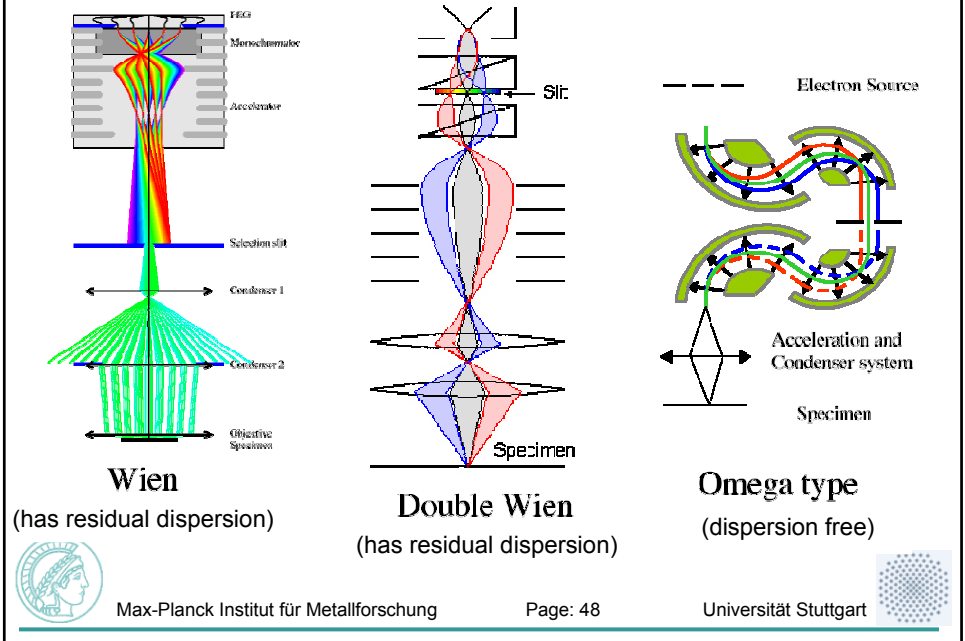 FEG
Monochromator
Accelerator
Selection slit
Condenser 1
Condenser 2
Objective
Specimen
Wien
(has residual dispersion)
Slit
Specimen
Double Wien
(has residual dispersion)
Electron Source
Acceleration and
Condenser system
Specimen
Omega type
(dispersion free)
Max-Planck Institut für Metallforschung Page: 48 Universität Stuttgart